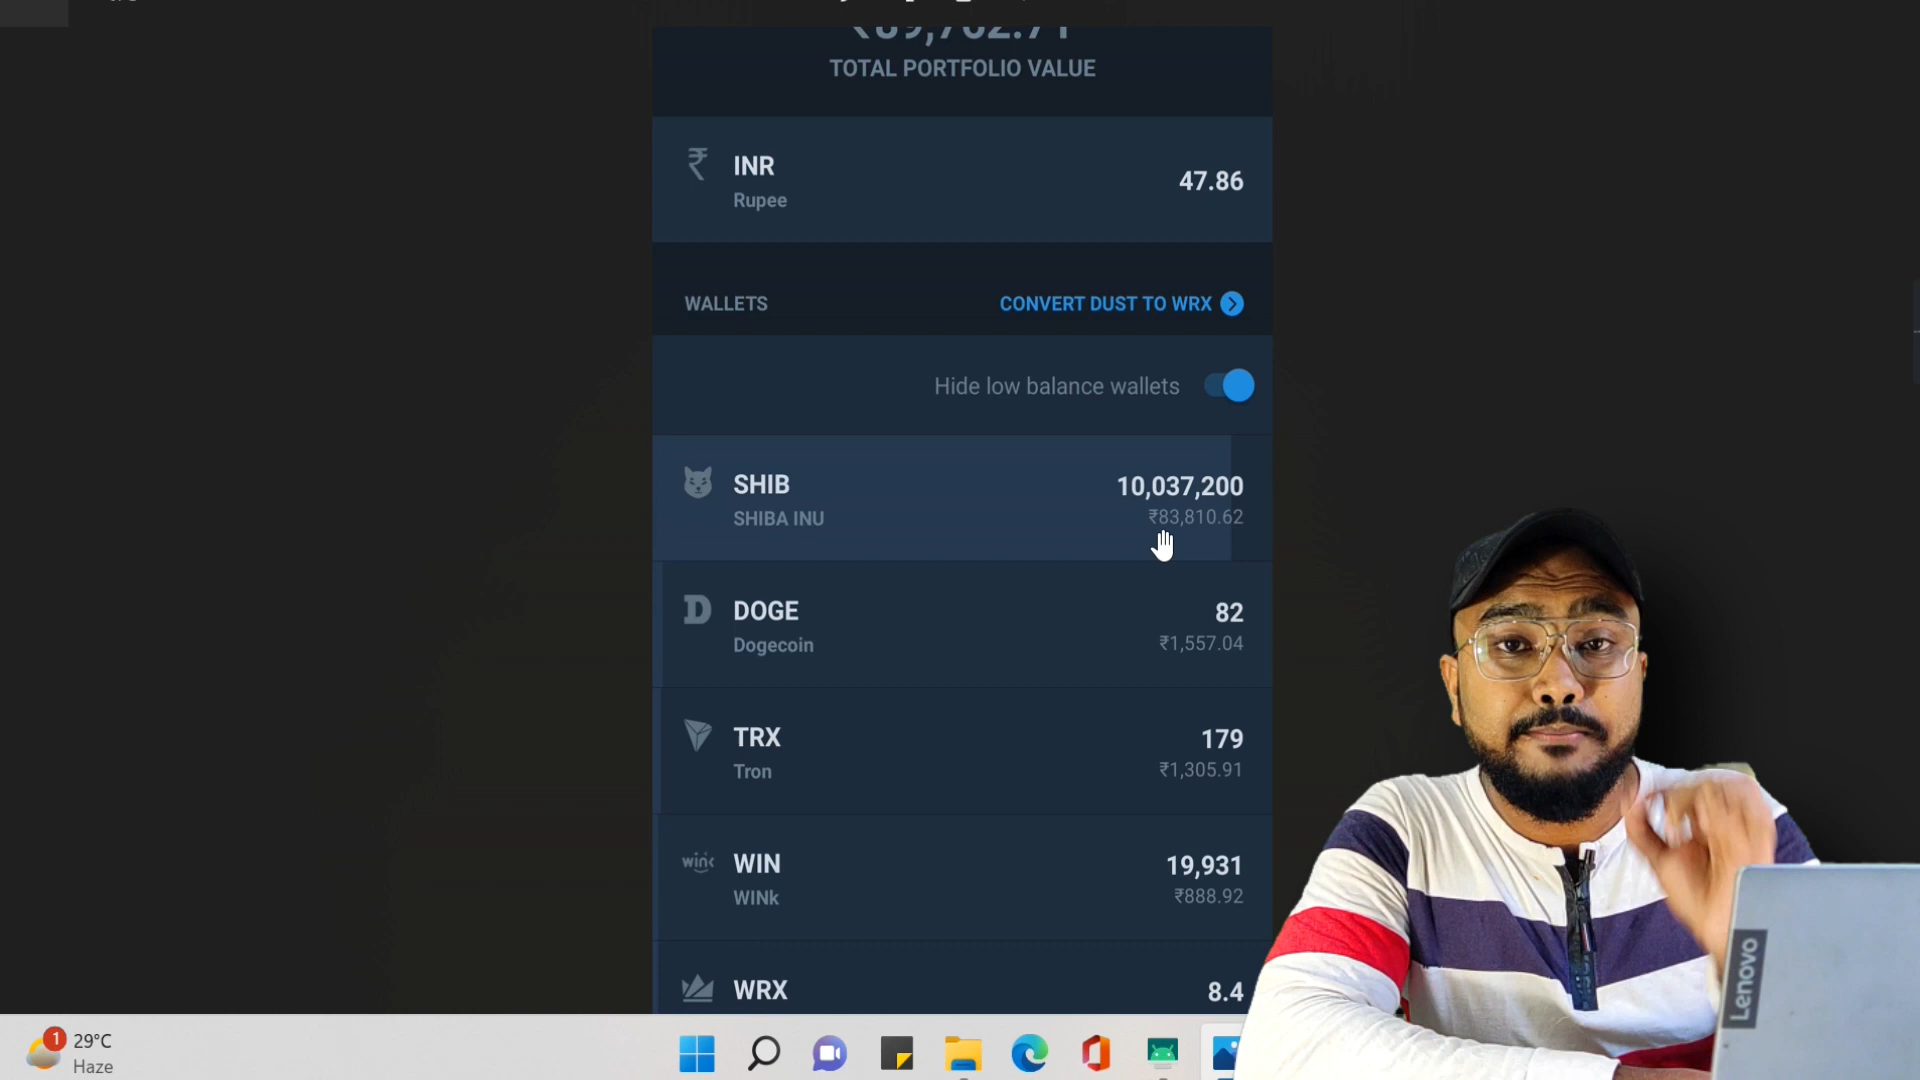 TOTAL PORTFOLIO VALUE
INR
47.86
Rupee
WALLETS
CONVERT DUST TO WRX
Hide low balance wallets
SHIB
10,037,200
SHIBA INU
₹83,810.62
DOGE
82
Dogecoin
₹1,557.04
TRX
179
Tron
₹1,305.91
WIN
19,931
WINk
₹888.92
WRX
8.4
Lenovo
1
29°C
Haze